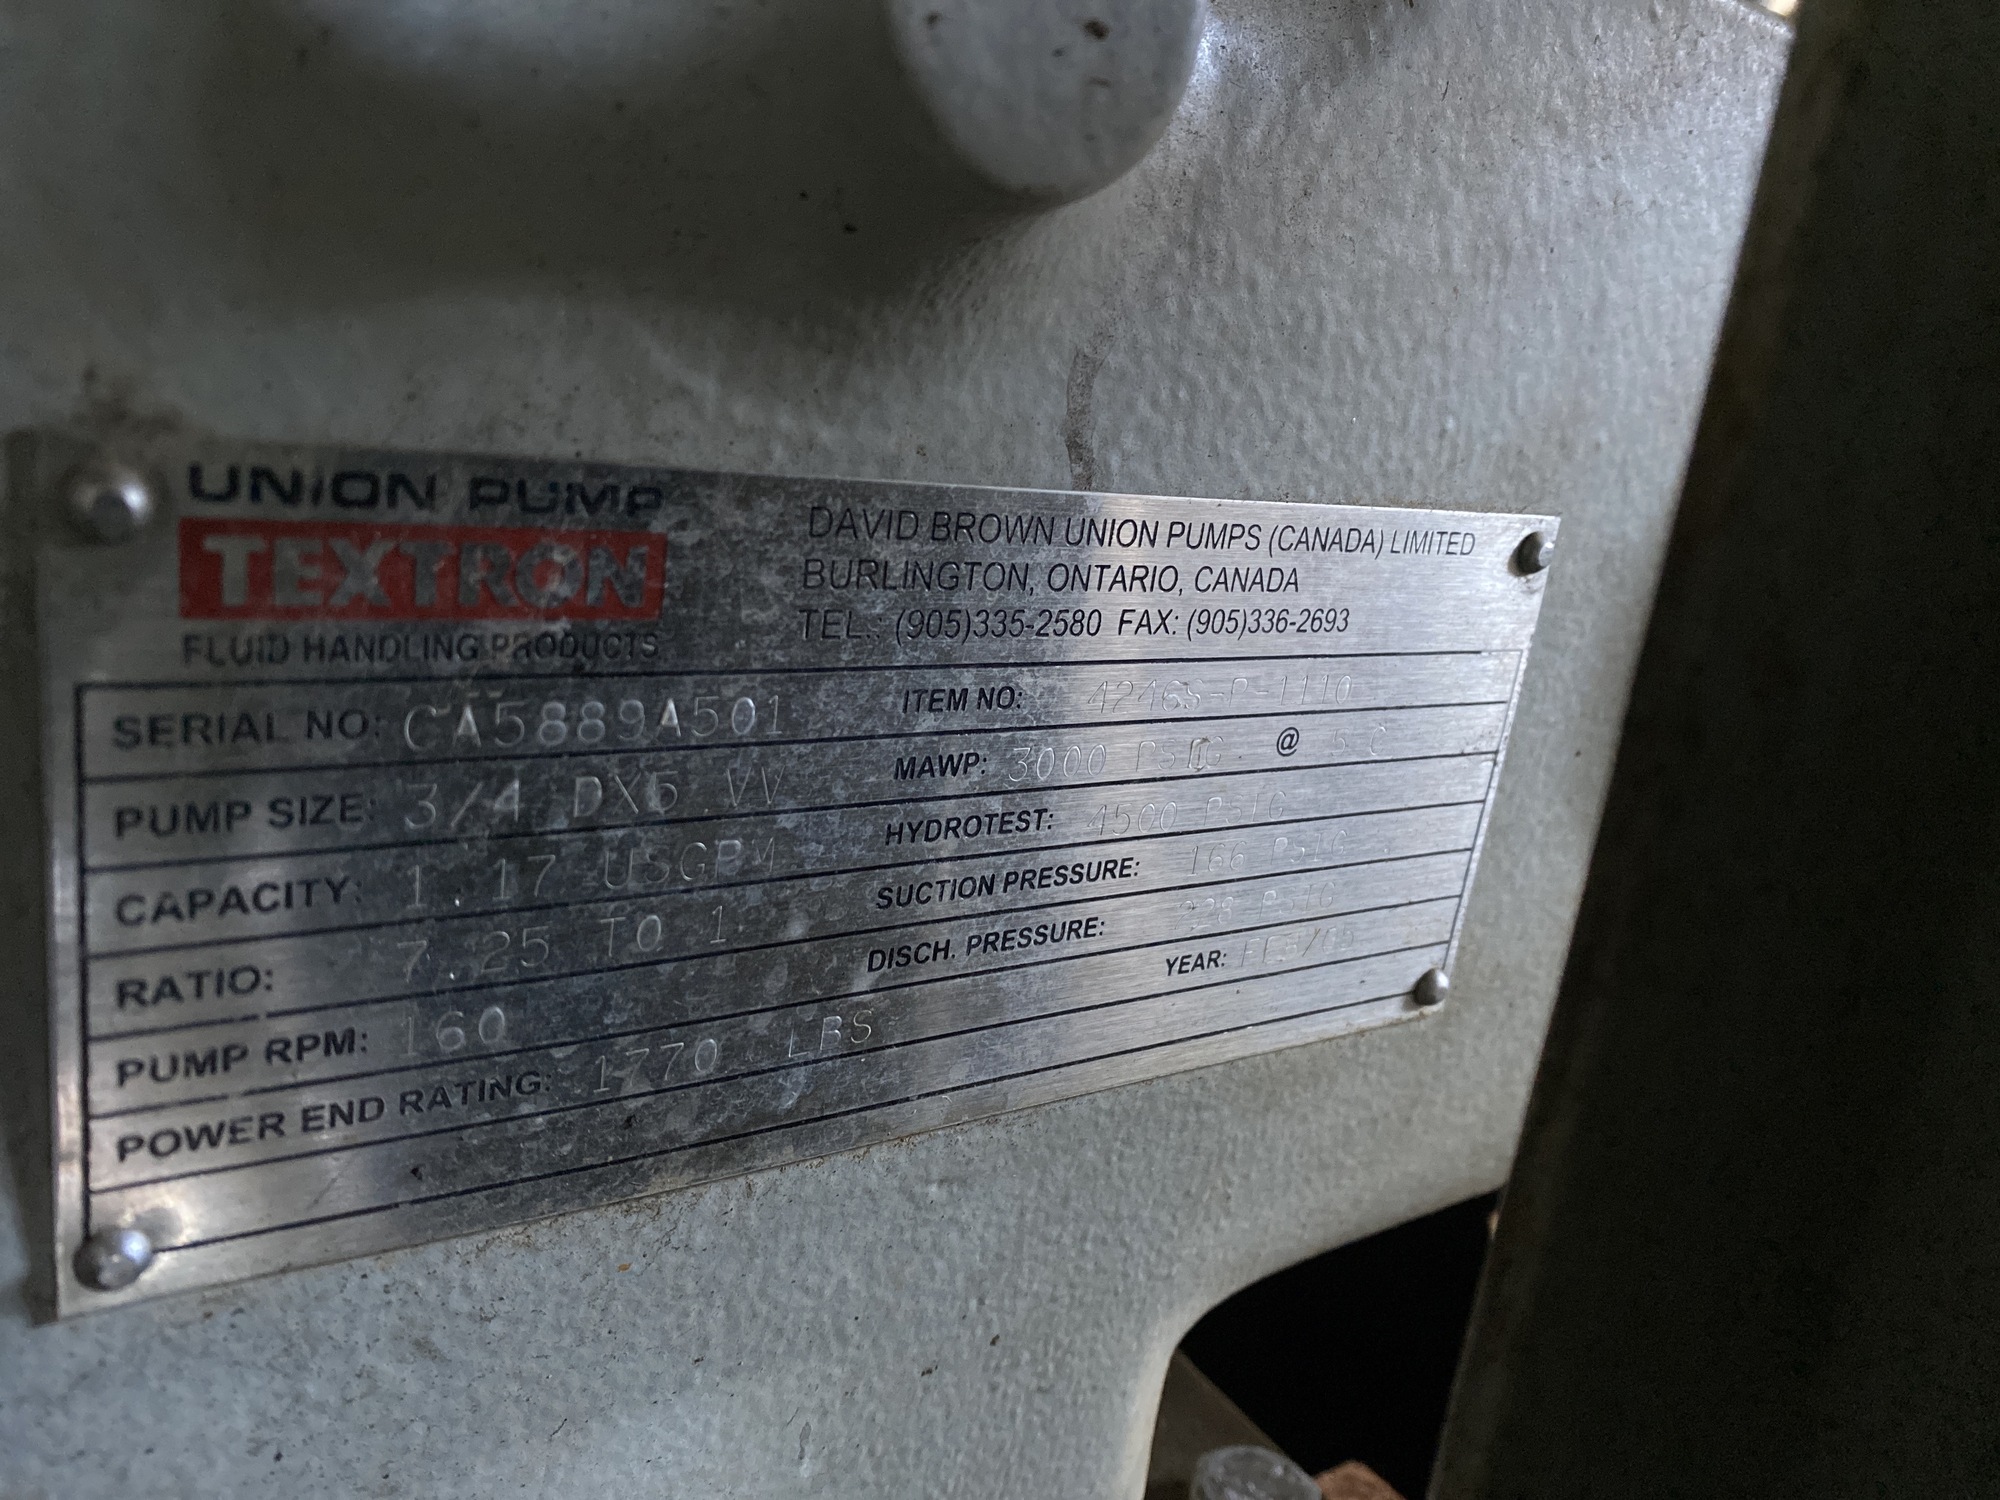 UNION PUMP
TEXTRON
FLUID HANDLING PRODUCTS
DAVID BROWN UNION PUMPS (CANADA) LIMITED
BURLINGTON, ONTARIO, CANADA
TEL.: (905)335-2580 FAX: (905)336-2693
SERIAL NO: CA5889A501
ITEM NO:
PUMP SIZE: 3/4 DX5 VV
MAWP: 3000 PSIG @
CAPACITY: 1.17 USGPM
HYDROTEST: 4500 PSIG
RATIO: 7.25 TO 1
SUCTION PRESSURE: 166 PSIG
PUMP RPM: 160
DISCH. PRESSURE: PSIG
POWER END RATING: 1770 LBS
YEAR: